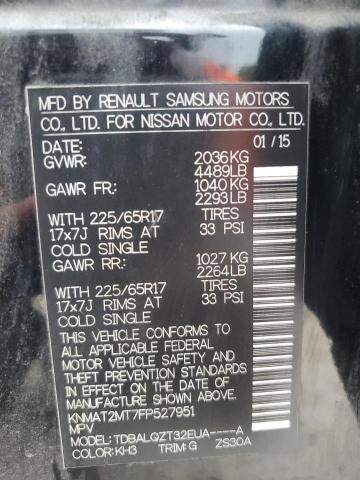 MFD BY RENAULT SAMSUNG MOTORS
CO., LTD. FOR NISSAN MOTOR CO., LTD.
DATE: 01/15
GVWR: 2036KG
4489LB
GAWR FR: 1040KG
2293LB
WITH 225/65R17 TIRES
17x7J RIMS AT 33 PSI
COLD SINGLE
GAWR RR: 1027KG
2264LB
WITH 225/65R17 TIRES
17x7J RIMS AT 33 PSI
COLD SINGLE
THIS VEHICLE CONFORMS TO
ALL APPLICABLE FEDERAL
MOTOR VEHICLE SAFETY AND
THEFT PREVENTION STANDARDS
IN EFFECT ON THE DATE OF
MANUFACTURE SHOWN ABOVE
KNMAT2MT7FP527951
MPV
MODEL:TDBALQZT32EUA----A
COLOR:KH3 TRIM:G ZS30A